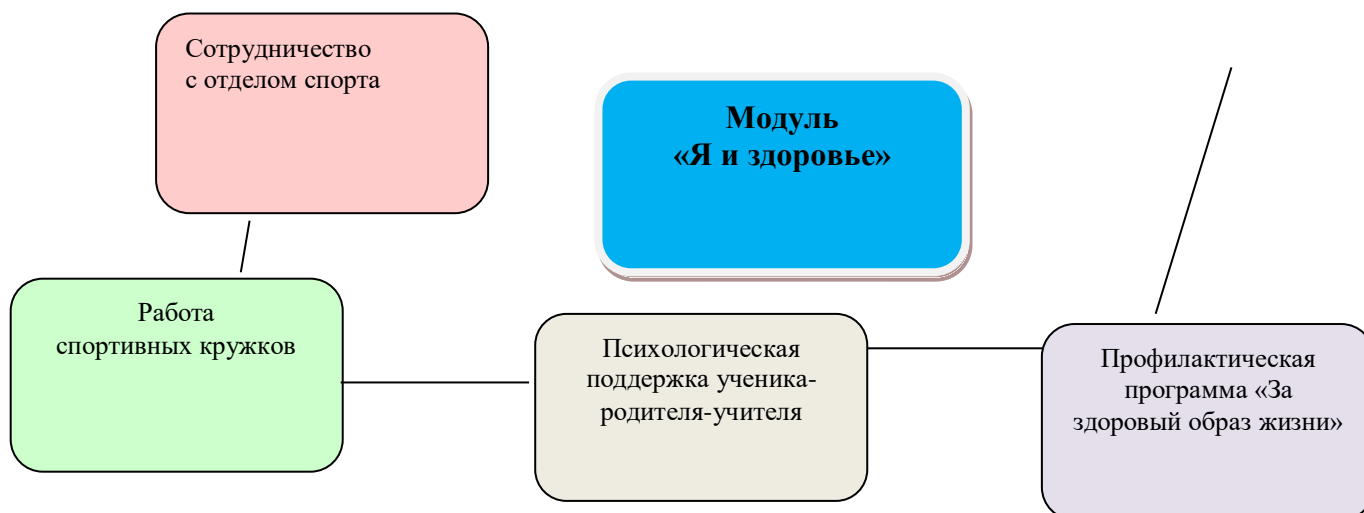 Сотрудничество
с отделом спорта
Модуль
«Я и здоровье»
Работа
спортивных кружков
Психологическая
поддержка ученика-
родителя-учителя
Профилактическая
программа «За
здоровый образ жизни»